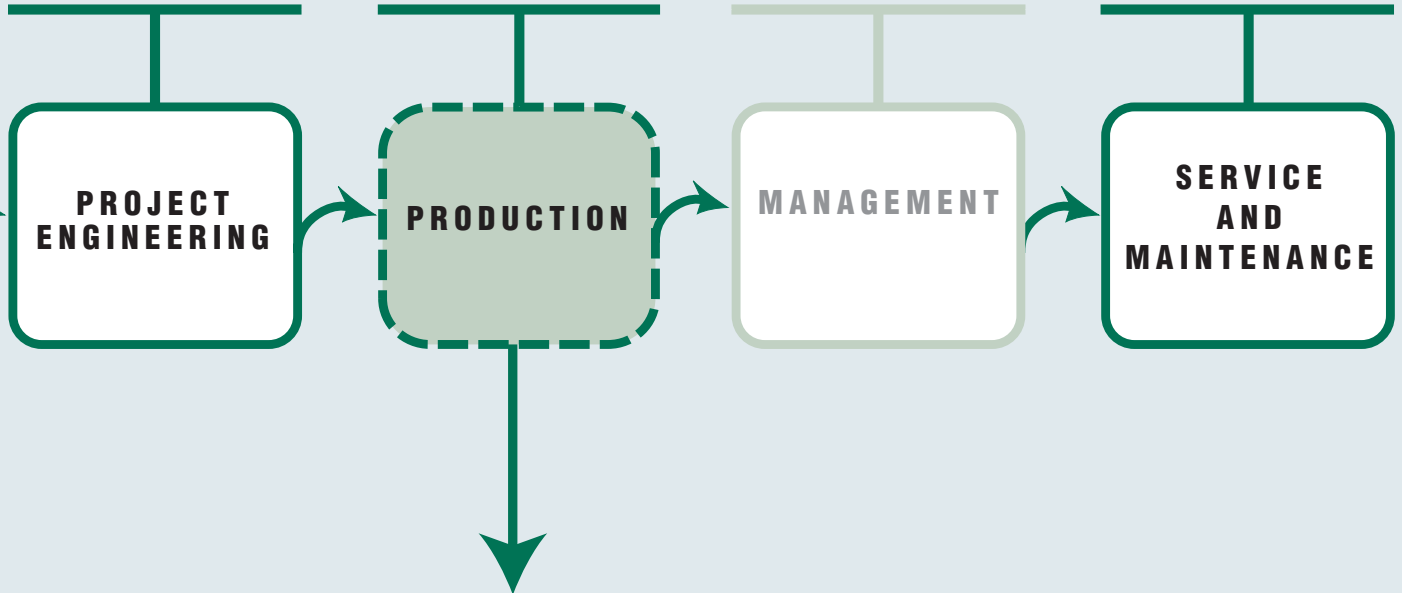 PROJECT
ENGINEERING
PRODUCTION
MANAGEMENT
SERVICE
AND
MAINTENANCE